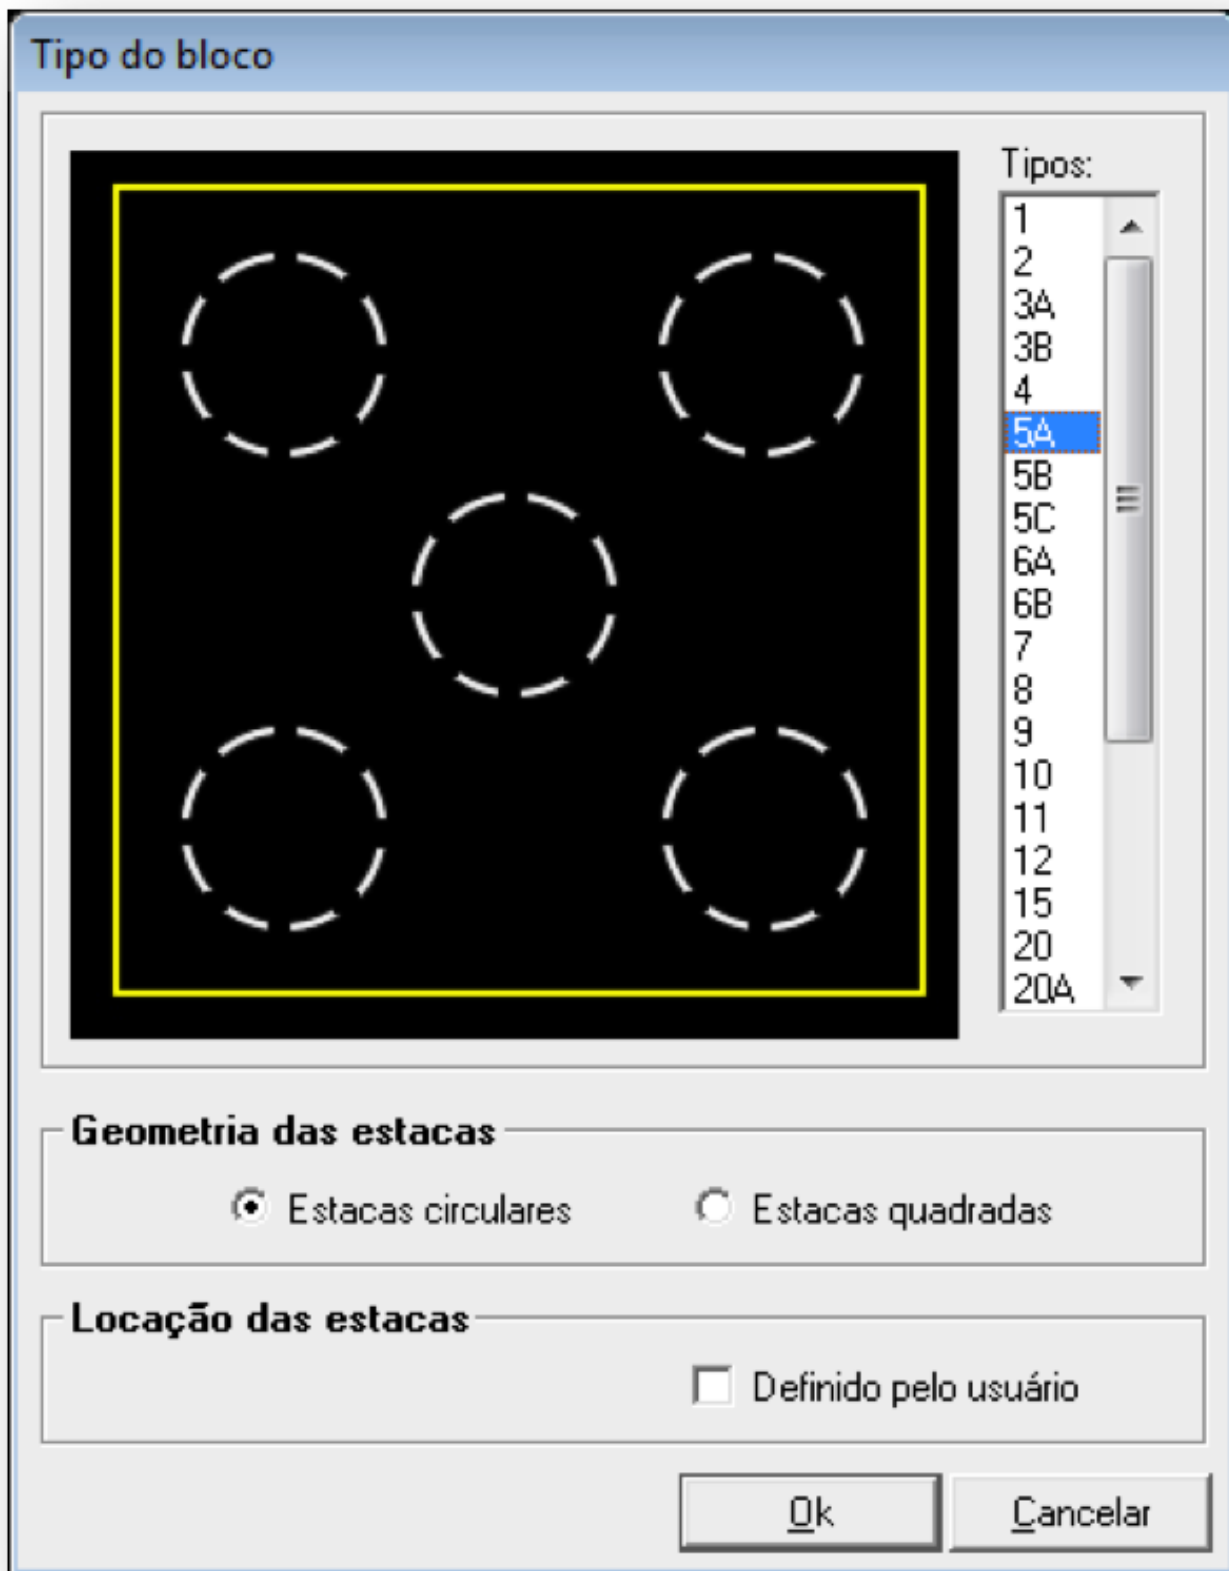 Tipo do bloco
Tipos:
1
2
3A
3B
4
5A
5B
5C
6A
6B
7
8
9
10
11
12
15
20
20A
Geometria das estacas
Estacas circulares Estacas quadradas
Locação das estacas
Definido pelo usuário
Ok Cancelar